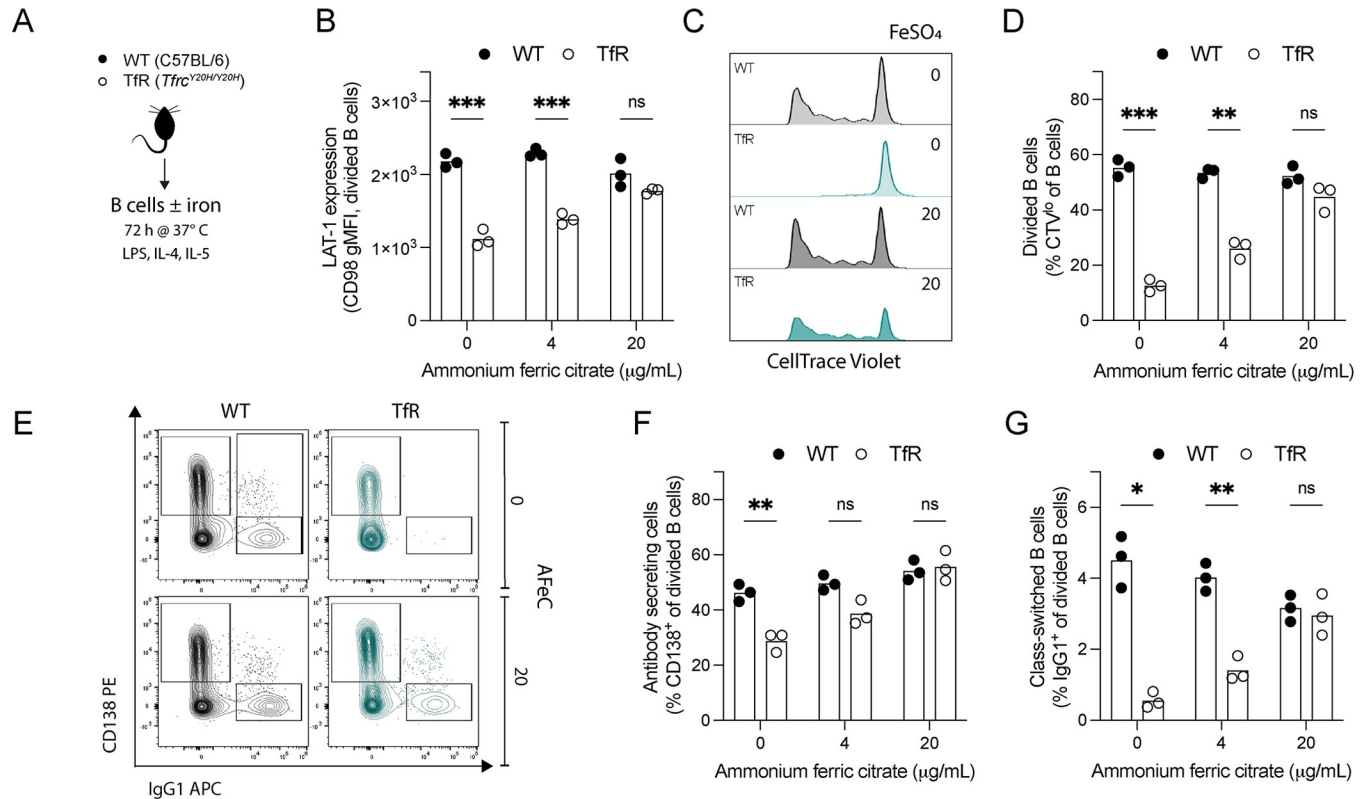 A
WT (C57BL/6)
TfR (Tfrc^Y20H/Y20H)
B cells ± iron
72 h @ 37° C
LPS, IL-4, IL-5
B
WT TfR
LAT-1 expression
(CD98 gMFI, divided B cells)
3×10³
2×10³
1×10³
0
*** *** ns
0 4 20
Ammonium ferric citrate (μg/mL)
C
FeSO₄
WT 0
TfR 0
WT 20
TfR 20
CellTrace Violet
D
WT TfR
Divided B cells
(% CTV^lo of B cells)
80
60
40
20
0
*** ** ns
0 4 20
Ammonium ferric citrate (μg/mL)
E
WT TfR
0
20
AFeC
CD138 PE
IgG1 APC
F
WT TfR
Antibody secreting cells
(% CD138⁺ of divided B cells)
80
60
40
20
0
** ns ns
0 4 20
Ammonium ferric citrate (μg/mL)
G
WT TfR
Class-switched B cells
(% IgG1⁺ of divided B cells)
6
4
2
0
* ** ns
0 4 20
Ammonium ferric citrate (μg/mL)